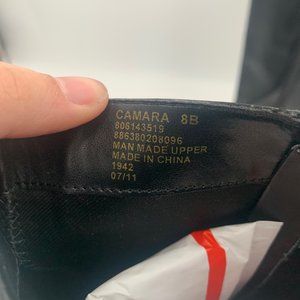 CAMARA 8B
806143519
886380208096
MAN MADE UPPER
MADE IN CHINA
1942
07/11